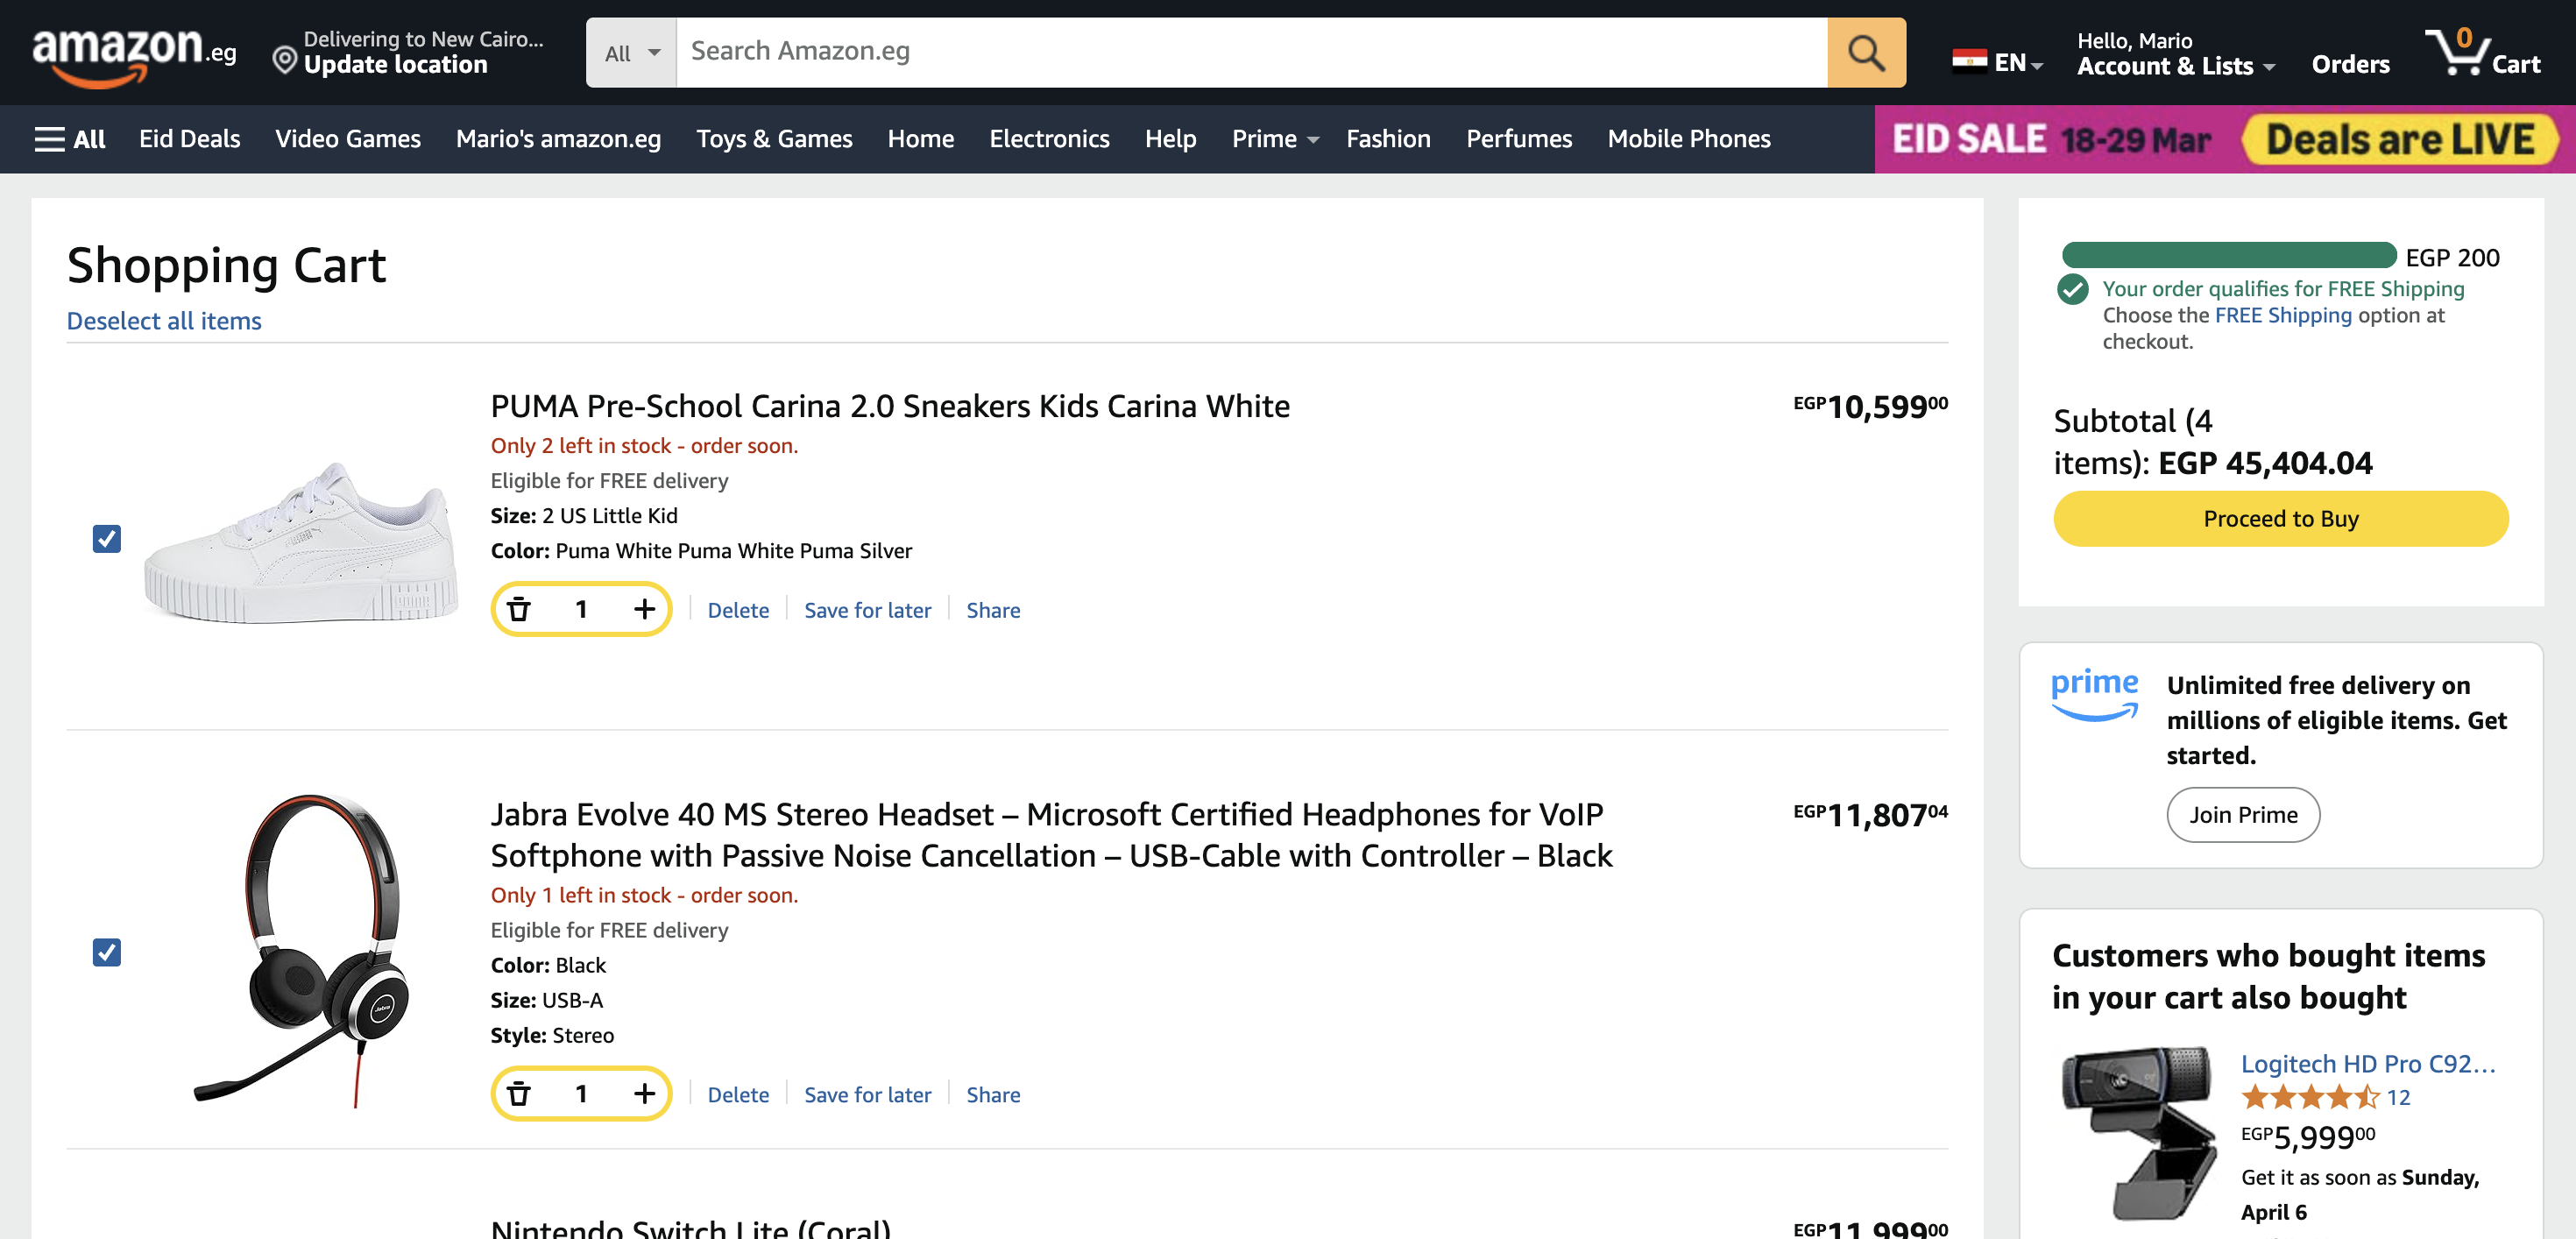 amazon.eg
Delivering to New Cairo...
Update location
All
Search Amazon.eg
EN
Hello, Mario
Account & Lists
Orders
0
Cart
All
Eid Deals
Video Games
Mario's amazon.eg
Toys & Games
Home
Electronics
Help
Prime
Fashion
Perfumes
Mobile Phones
EID SALE 18-29 Mar
Deals are LIVE
Shopping Cart
Deselect all items
PUMA Pre-School Carina 2.0 Sneakers Kids Carina White
EGP10,59900
Only 2 left in stock - order soon.
Eligible for FREE delivery
Size: 2 US Little Kid
Color: Puma White Puma White Puma Silver
1
Delete
Save for later
Share
Jabra Evolve 40 MS Stereo Headset – Microsoft Certified Headphones for VoIP
Softphone with Passive Noise Cancellation – USB-Cable with Controller – Black
EGP11,80704
Only 1 left in stock - order soon.
Eligible for FREE delivery
Color: Black
Size: USB-A
Style: Stereo
Jabra
1
Delete
Save for later
Share
Nintendo Switch Lite (Coral)
EGP11,99900
EGP 200
Your order qualifies for FREE Shipping
Choose the FREE Shipping option at
checkout.
Subtotal (4
items): EGP 45,404.04
Proceed to Buy
prime
Unlimited free delivery on
millions of eligible items. Get
started.
Join Prime
Customers who bought items
in your cart also bought
Logitech HD Pro C92...
12
EGP5,99900
Get it as soon as Sunday,
April 6